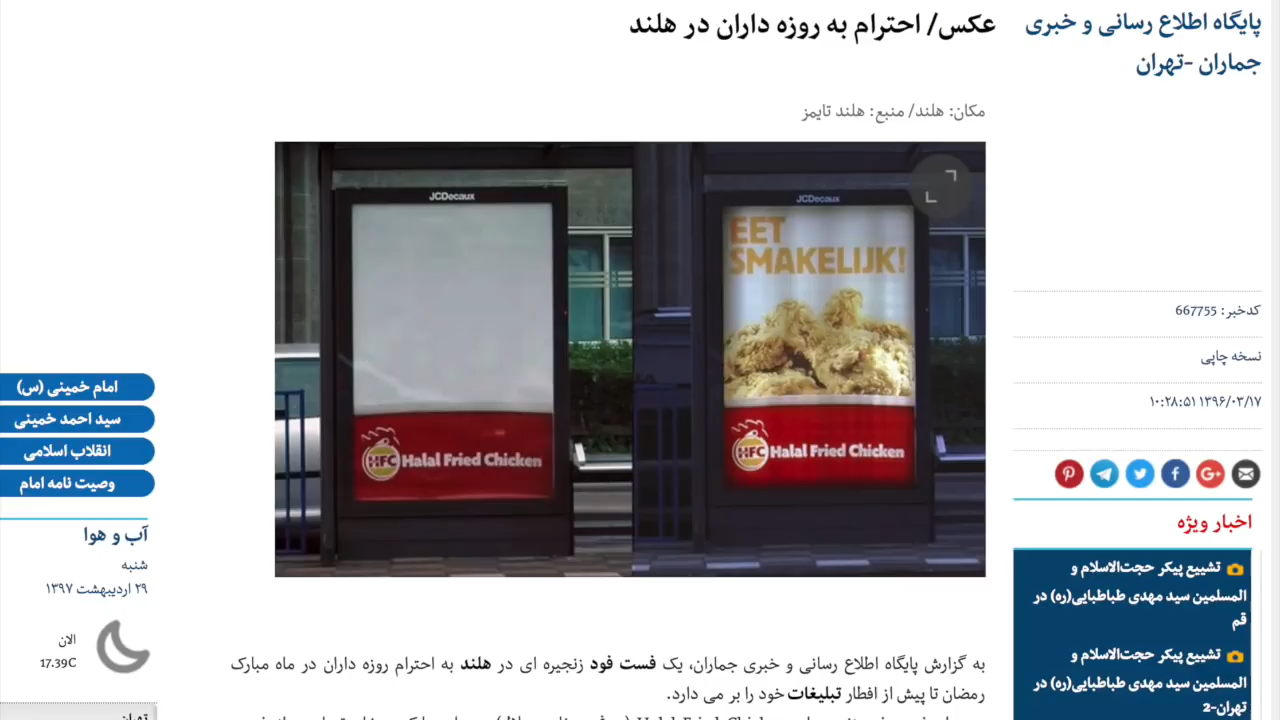 پایگاه اطلاع رسانی و خبری
جماران -تهران
عکس/ احترام به روزه داران در هلند
مکان: هلند/ منبع: هلند تایمز
JCDecaux
Halal Fried Chicken
HFC
JCDecaux
EET
SMAKELIJK!
HFC
Halal Fried Chicken
کدخبر: 667755
نسخه چاپی
۱۳۹۶/۰۳/۱۷ ۱۰:۲۸:۵۱
اخبار ویژه
تشییع پیکر حجت‌الاسلام و
المسلمین سید مهدی طباطبایی(ره) در
قم
تشییع پیکر حجت‌الاسلام و
المسلمین سید مهدی طباطبایی(ره) در
تهران-2
به گزارش پایگاه اطلاع رسانی و خبری جماران، یک فست فود زنجیره ای در هلند به احترام روزه داران در ماه مبارک
رمضان تا پیش از افطار تبلیغات خود را بر می دارد.
امام خمینی (س)
سید احمد خمینی
انقلاب اسلامی
وصیت نامه امام
آب و هوا
شنبه
۲۹ اردیبهشت ۱۳۹۷
الان
17.39C